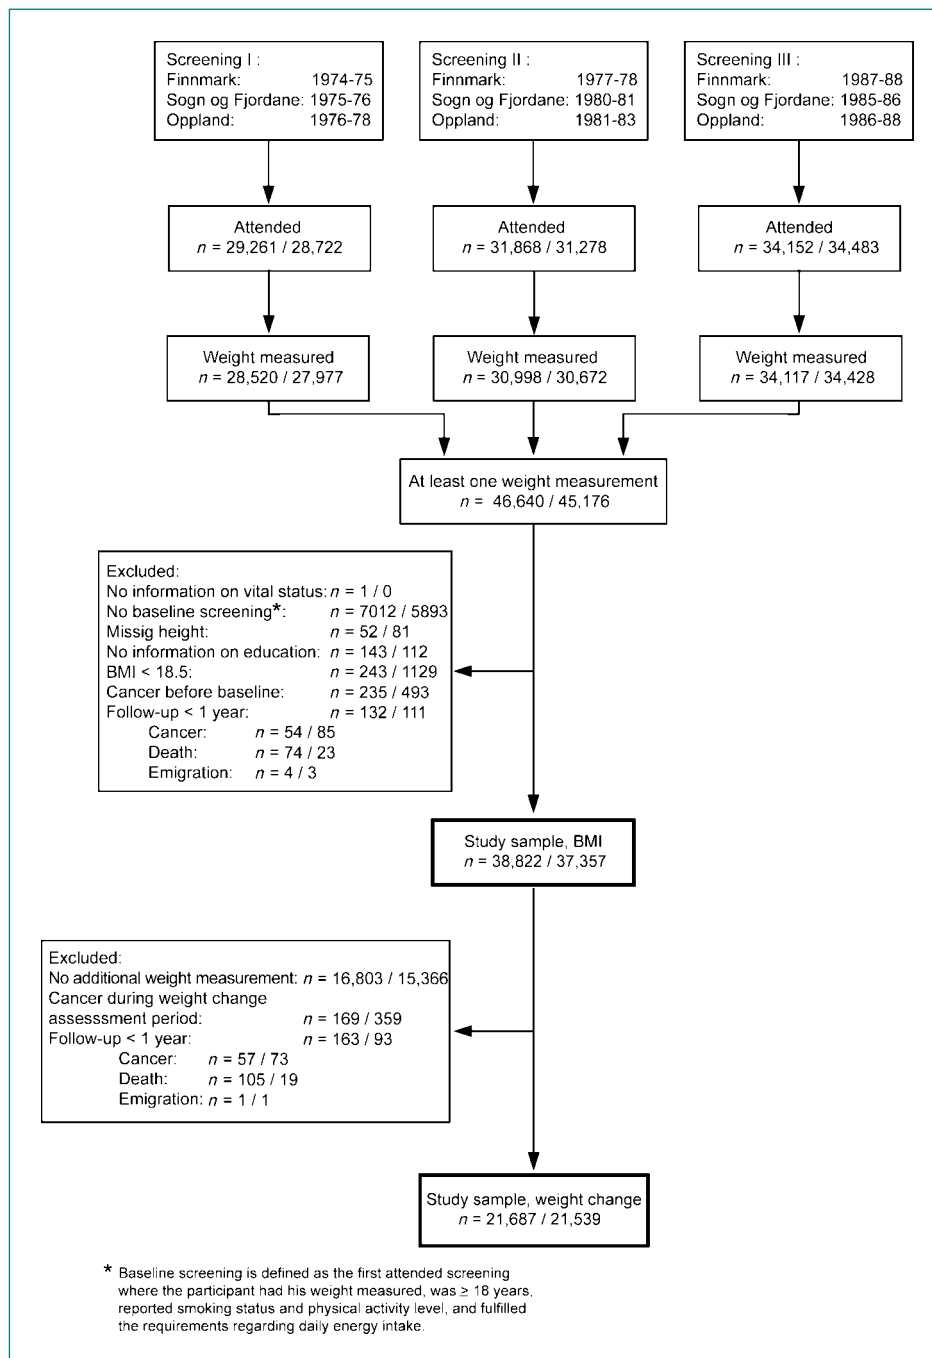 Screening I :
Finnmark: 1974-75
Sogn og Fjordane: 1975-76
Oppland: 1976-78
Screening II :
Finnmark: 1977-78
Sogn og Fjordane: 1980-81
Oppland: 1981-83
Screening III :
Finnmark: 1987-88
Sogn og Fjordane: 1985-86
Oppland: 1986-88
Attended
n = 29,261 / 28,722
Attended
n = 31,868 / 31,278
Attended
n = 34,152 / 34,483
Weight measured
n = 28,520 / 27,977
Weight measured
n = 30,998 / 30,672
Weight measured
n = 34,117 / 34,428
At least one weight measurement
n = 46,640 / 45,176
Excluded:
No information on vital status: n = 1 / 0
No baseline screening*: n = 7012 / 5893
Missig height: n = 52 / 81
No information on education: n = 143 / 112
BMI < 18.5: n = 243 / 1129
Cancer before baseline: n = 235 / 493
Follow-up < 1 year: n = 132 / 111
Cancer: n = 54 / 85
Death: n = 74 / 23
Emigration: n = 4 / 3
Study sample, BMI
n = 38,822 / 37,357
Excluded:
No additional weight measurement: n = 16,803 / 15,366
Cancer during weight change
assesssment period: n = 169 / 359
Follow-up < 1 year: n = 163 / 93
Cancer: n = 57 / 73
Death: n = 105 / 19
Emigration: n = 1 / 1
Study sample, weight change
n = 21,687 / 21,539
* Baseline screening is defined as the first attended screening
where the participant had his weight measured, was ≥ 18 years,
reported smoking status and physical activity level, and fulfilled
the requirements regarding daily energy intake.